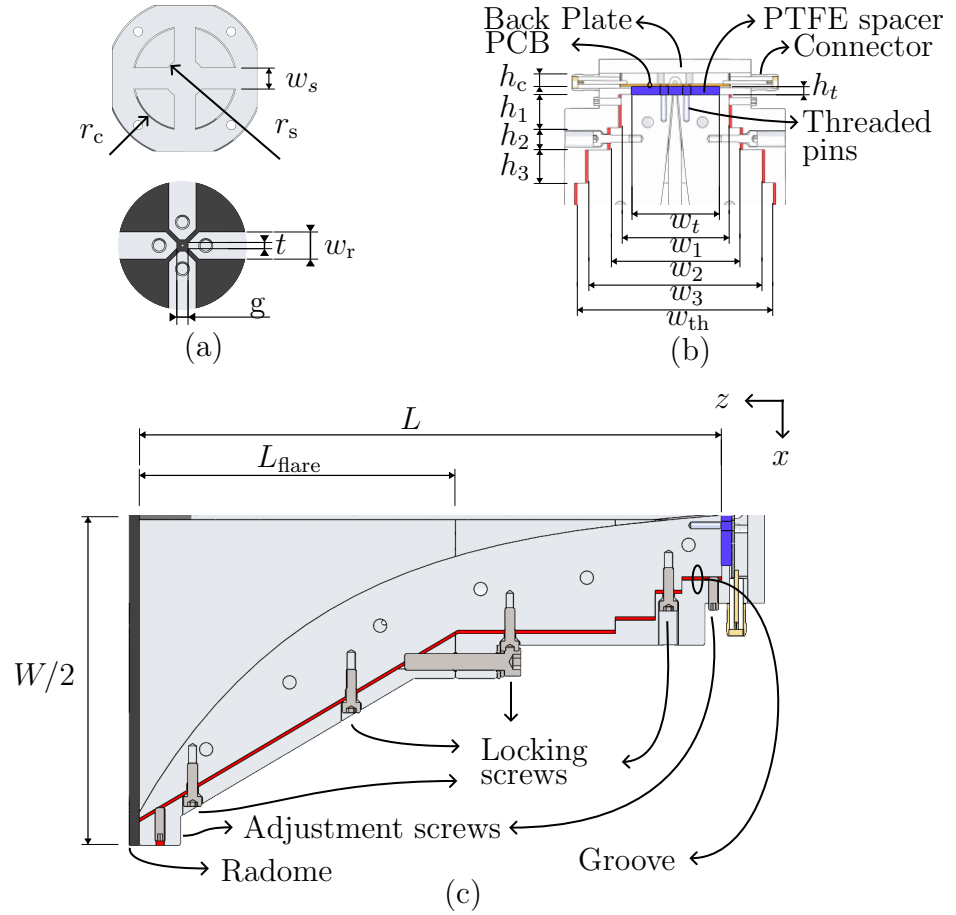 w_s
r_c
r_s
t
w_r
g
(a)
Back Plate
PTFE spacer
PCB
Connector
h_c
h_t
h_1
h_2
h_3
Threaded
pins
w_t
w_1
w_2
w_3
w_th
(b)
z
x
L
L_flare
W/2
Locking
screws
Adjustment screws
Groove
Radome
(c)